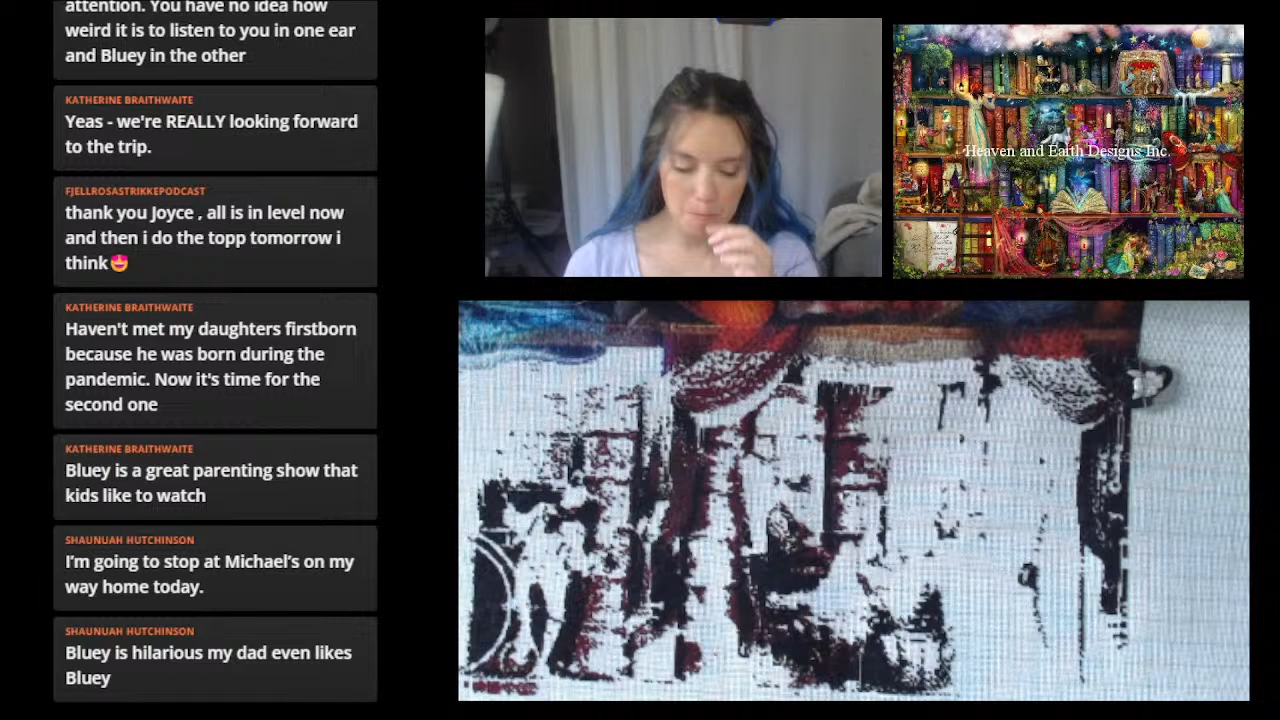 attention. You have no idea how
weird it is to listen to you in one ear
and Bluey in the other
KATHERINE BRAITHWAITE
Yeas - we're REALLY looking forward
to the trip.
FJELLROSASTRIKKEPODCAST
thank you Joyce , all is in level now
and then i do the topp tomorrow i
think😍
KATHERINE BRAITHWAITE
Haven't met my daughters firstborn
because he was born during the
pandemic. Now it's time for the
second one
KATHERINE BRAITHWAITE
Bluey is a great parenting show that
kids like to watch
SHAUNUAH HUTCHINSON
I'm going to stop at Michael's on my
way home today.
SHAUNUAH HUTCHINSON
Bluey is hilarious my dad even likes
Bluey
Heaven and Earth Designs Inc.